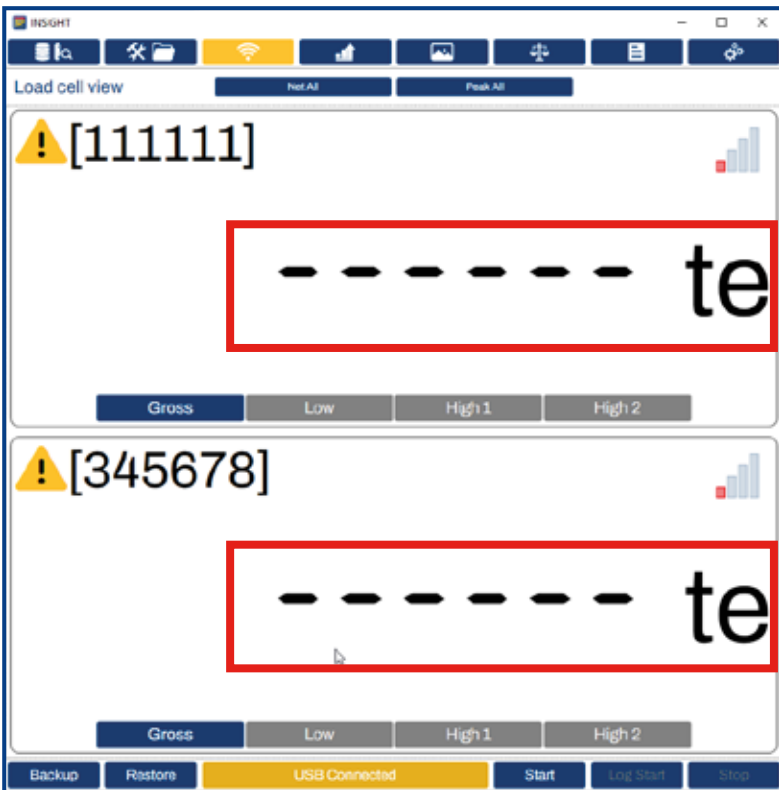 INSIGHT
Load cell view Net All Peak All
[111111]
- - - - - - te
Gross Low High 1 High 2
[345678]
- - - - - - te
Gross Low High 1 High 2
Backup Restore USB Connected Start Log Start Stop